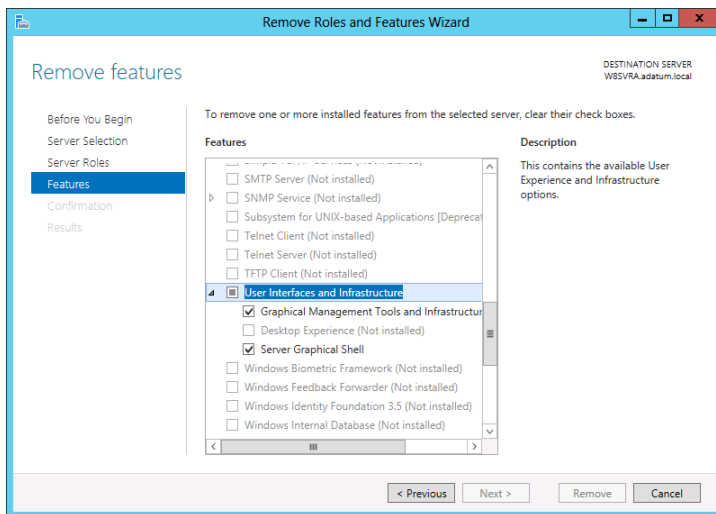 Remove Roles and Features Wizard
Remove features
DESTINATION SERVER
W8SVRA.adatum.local
Before You Begin
Server Selection
Server Roles
Features
Confirmation
Results
To remove one or more installed features from the selected server, clear their check boxes.
Features
SMTP Server (Not installed)
SNMP Service (Not installed)
Subsystem for UNIX-based Applications [Deprecat
Telnet Client (Not installed)
Telnet Server (Not installed)
TFTP Client (Not installed)
User Interfaces and Infrastructure
Graphical Management Tools and Infrastructur
Desktop Experience (Not installed)
Server Graphical Shell
Windows Biometric Framework (Not installed)
Windows Feedback Forwarder (Not installed)
Windows Identity Foundation 3.5 (Not installed)
Windows Internal Database (Not installed)
Description
This contains the available User
Experience and Infrastructure
options.
< Previous
Next >
Remove
Cancel